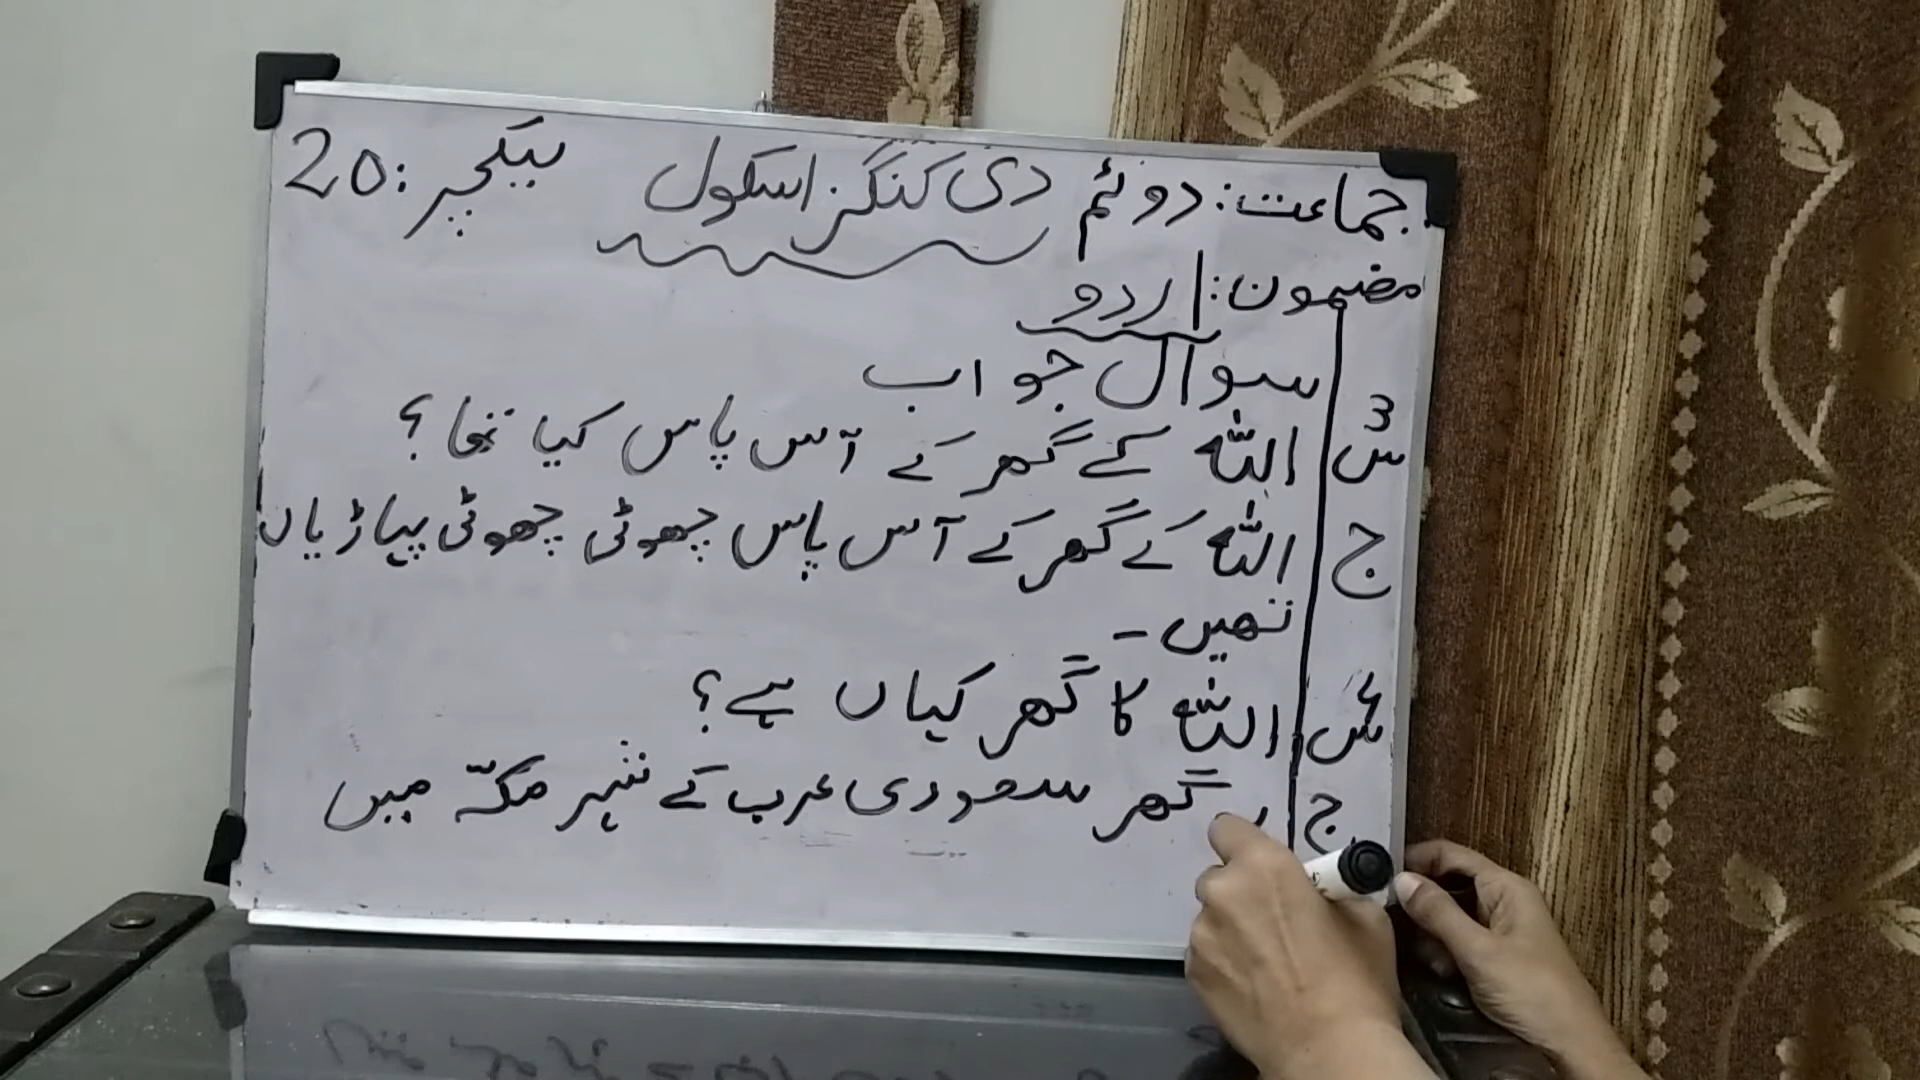 جماعت: دوئم دی کنگز اسکول لیکچر: 20
مضمون: اردو
سوال جواب
س3 اللہ کے گھر کے آس پاس کیا تھا؟
ج اللہ کے گھر کے آس پاس چھوٹی چھوٹی پہاڑیاں
تھیں۔
س4 اللہ کا گھر کہاں ہے؟
ج گھر سعودی عرب کے شہر مکہّ میں